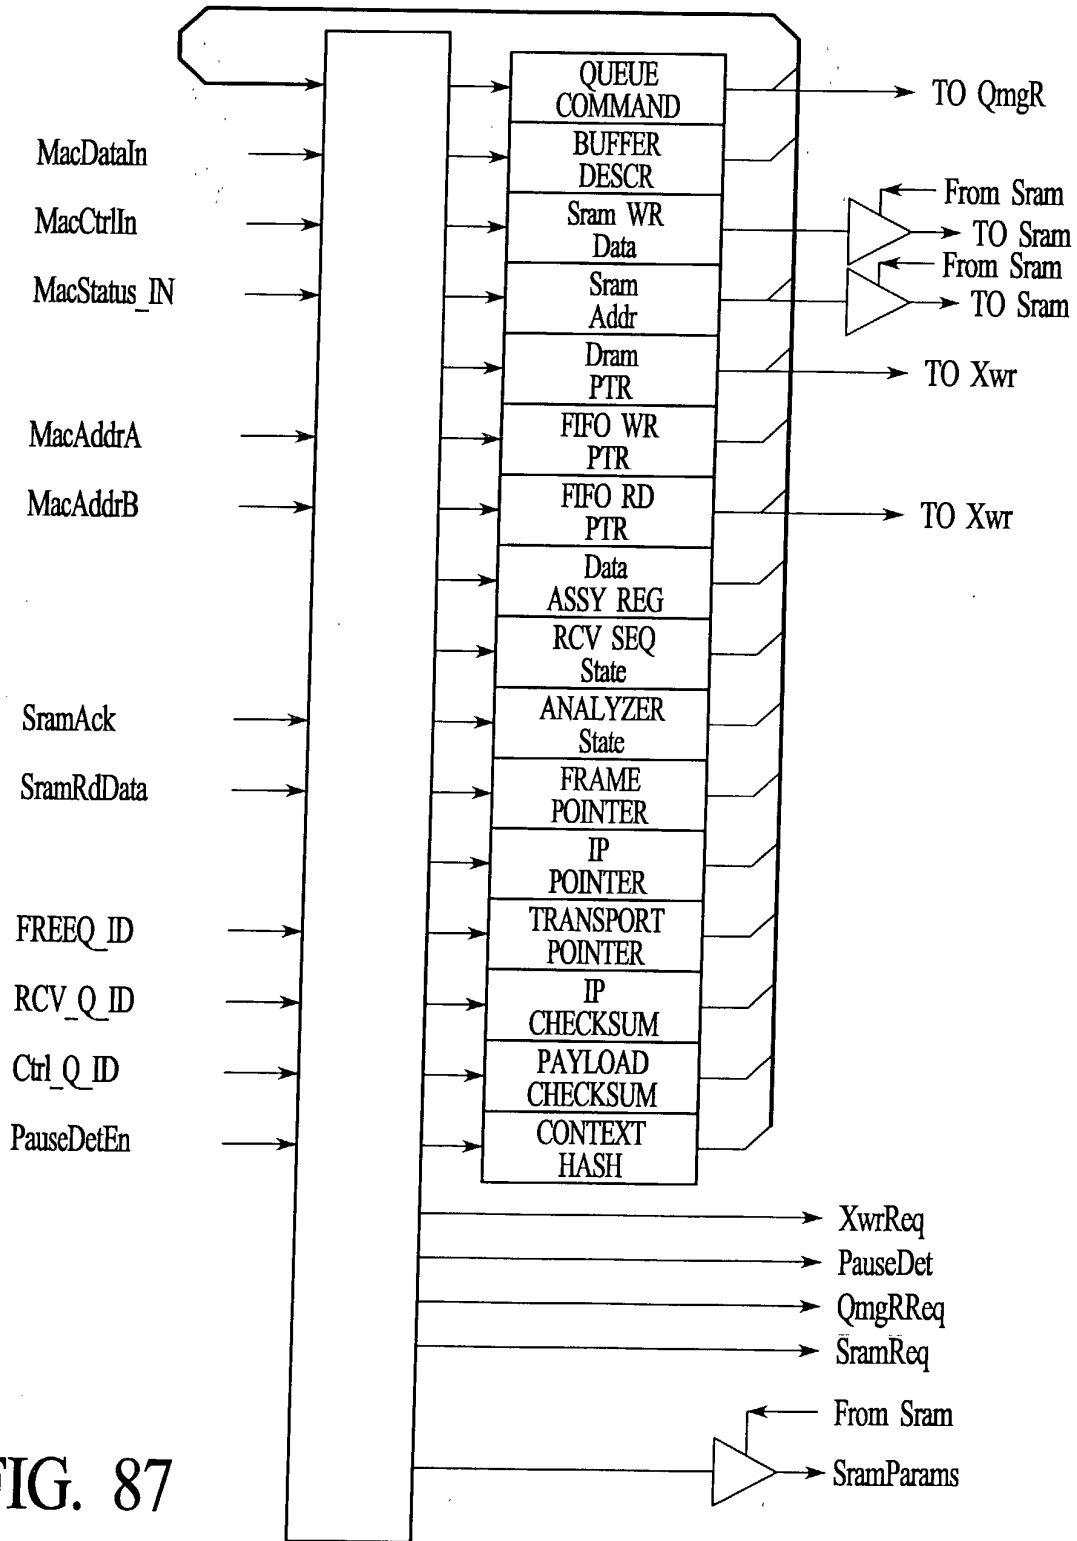 MacDataIn
MacCtrlIn
MacStatus_IN
MacAddrA
MacAddrB
SramAck
SramRdData
FREEQ_ID
RCV_Q_ID
Ctrl_Q_ID
PauseDetEn
QUEUE
COMMAND
BUFFER
DESCR
Sram WR
Data
Sram
Addr
Dram
PTR
FIFO WR
PTR
FIFO RD
PTR
Data
ASSY REG
RCV SEQ
State
ANALYZER
State
FRAME
POINTER
IP
POINTER
TRANSPORT
POINTER
IP
CHECKSUM
PAYLOAD
CHECKSUM
CONTEXT
HASH
TO QmgR
From Sram
TO Sram
From Sram
TO Sram
TO Xwr
TO Xwr
XwrReq
PauseDet
QmgRReq
SramReq
From Sram
SramParams
FIG. 87